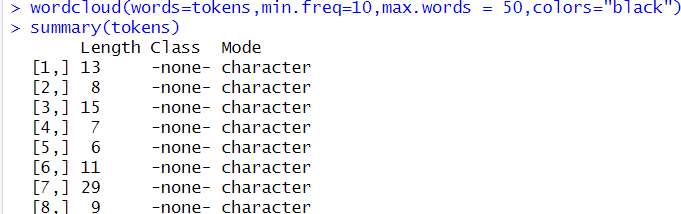 > wordcloud(words=tokens,min.freq=10,max.words = 50,colors="black")
> summary(tokens)
Length Class Mode
[1,] 13 -none- character
[2,] 8 -none- character
[3,] 15 -none- character
[4,] 7 -none- character
[5,] 6 -none- character
[6,] 11 -none- character
[7,] 29 -none- character
[8,] 9 -none- character